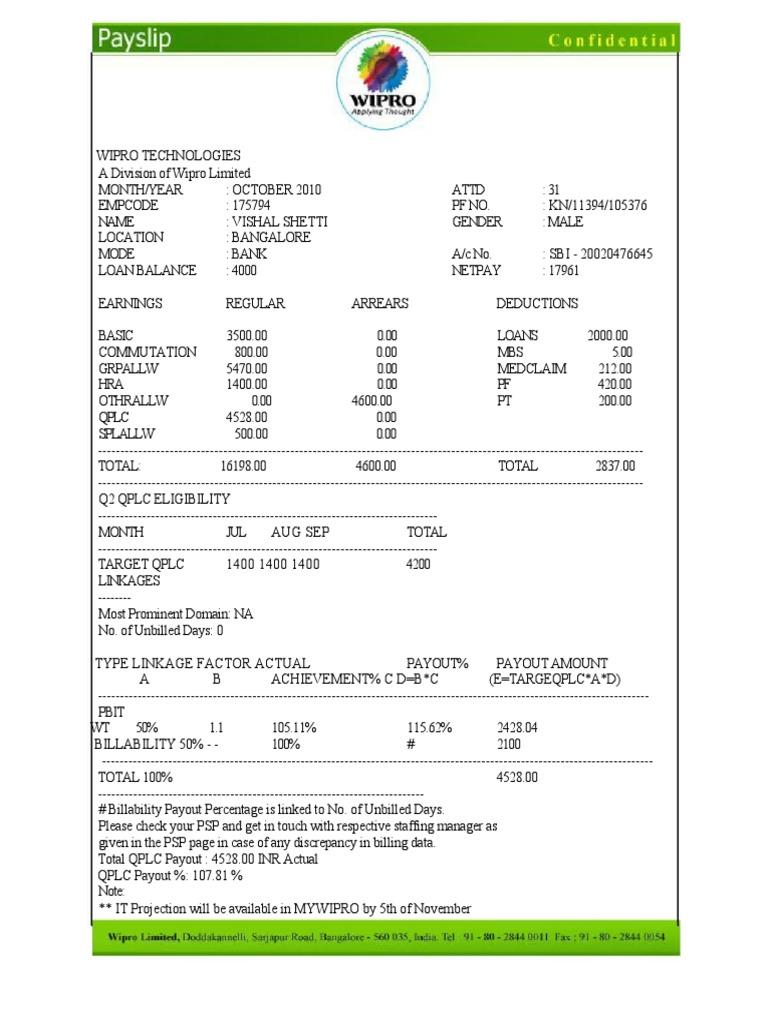 Payslip Confidential
WIPRO
Applying Thought
WIPRO TECHNOLOGIES
A Division of Wipro Limited
MONTH/YEAR : OCTOBER 2010 ATTD : 31
EMPCODE : 175794 PF NO. : KN/11394/105376
NAME : VISHAL SHETTI GENDER : MALE
LOCATION : BANGALORE
MODE : BANK A/c No. : SBI - 20020476645
LOAN BALANCE : 4000 NETPAY : 17961
EARNINGS REGULAR ARREARS DEDUCTIONS
BASIC 3500.00 0.00 LOANS 2000.00
COMMUTATION 800.00 0.00 MBS 5.00
GRPALLW 5470.00 0.00 MEDCLAIM 212.00
HRA 1400.00 0.00 PF 420.00
OTHRALLW 0.00 4600.00 PT 200.00
QPLC 4528.00 0.00
SPLALLW 500.00 0.00
TOTAL: 16198.00 4600.00 TOTAL 2837.00
Q2 QPLC ELIGIBILITY
MONTH JUL AUG SEP TOTAL
TARGET QPLC 1400 1400 1400 4200
LINKAGES
--------
Most Prominent Domain: NA
No. of Unbilled Days: 0
TYPE LINKAGE FACTOR ACTUAL PAYOUT% PAYOUT AMOUNT
A B ACHIEVEMENT% C D=B*C (E=TARGEQPLC*A*D)
PBIT
WT 50% 1.1 105.11% 115.62% 2428.04
BILLABILITY 50% - - 100% # 2100
TOTAL 100% 4528.00
# Billability Payout Percentage is linked to No. of Unbilled Days.
Please check your PSP and get in touch with respective staffing manager as
given in the PSP page in case of any discrepancy in billing data.
Total QPLC Payout : 4528.00 INR Actual
QPLC Payout %: 107.81 %
Note:
** IT Projection will be available in MYWIPRO by 5th of November
Wipro Limited, Doddakannelli, Sarjapur Road, Bangalore - 560 035, India. Tel : 91 - 80 - 2844 0011 Fax ; 91 - 80 - 2844 0054